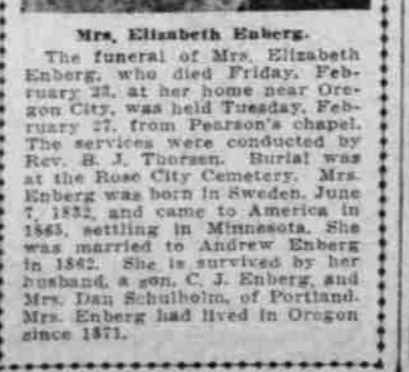 Mrs. Elizabeth Enberg.
The funeral of Mrs. Elizabeth
Enberg, who died Friday, Feb-
ruary 23, at her home near Ore-
gon City, was held Tuesday, Feb-
ruary 27, from Pearson's chapel.
The services were conducted by
Rev. B. J. Thorsen. Burial was
at the Rose City Cemetery. Mrs.
Enberg was born in Sweden, June
7, 1832, and came to America in
1865, settling in Minnesota. She
was married to Andrew Enberg
in 1862. She is survived by her
husband, a son, C. J. Enberg, and
Mrs. Dan Schulholm, of Portland.
Mrs. Enberg had lived in Oregon
since 1871.